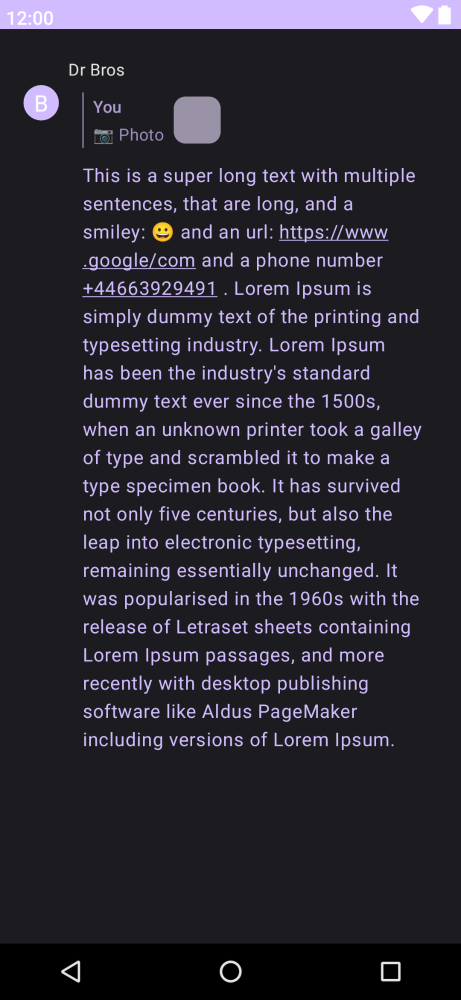 12:00
Dr Bros
B
You
📷 Photo
This is a super long text with multiple
sentences, that are long, and a
smiley: 😀 and an url: https://www
.google/com and a phone number
+44663929491 . Lorem Ipsum is
simply dummy text of the printing and
typesetting industry. Lorem Ipsum
has been the industry's standard
dummy text ever since the 1500s,
when an unknown printer took a galley
of type and scrambled it to make a
type specimen book. It has survived
not only five centuries, but also the
leap into electronic typesetting,
remaining essentially unchanged. It
was popularised in the 1960s with the
release of Letraset sheets containing
Lorem Ipsum passages, and more
recently with desktop publishing
software like Aldus PageMaker
including versions of Lorem Ipsum.